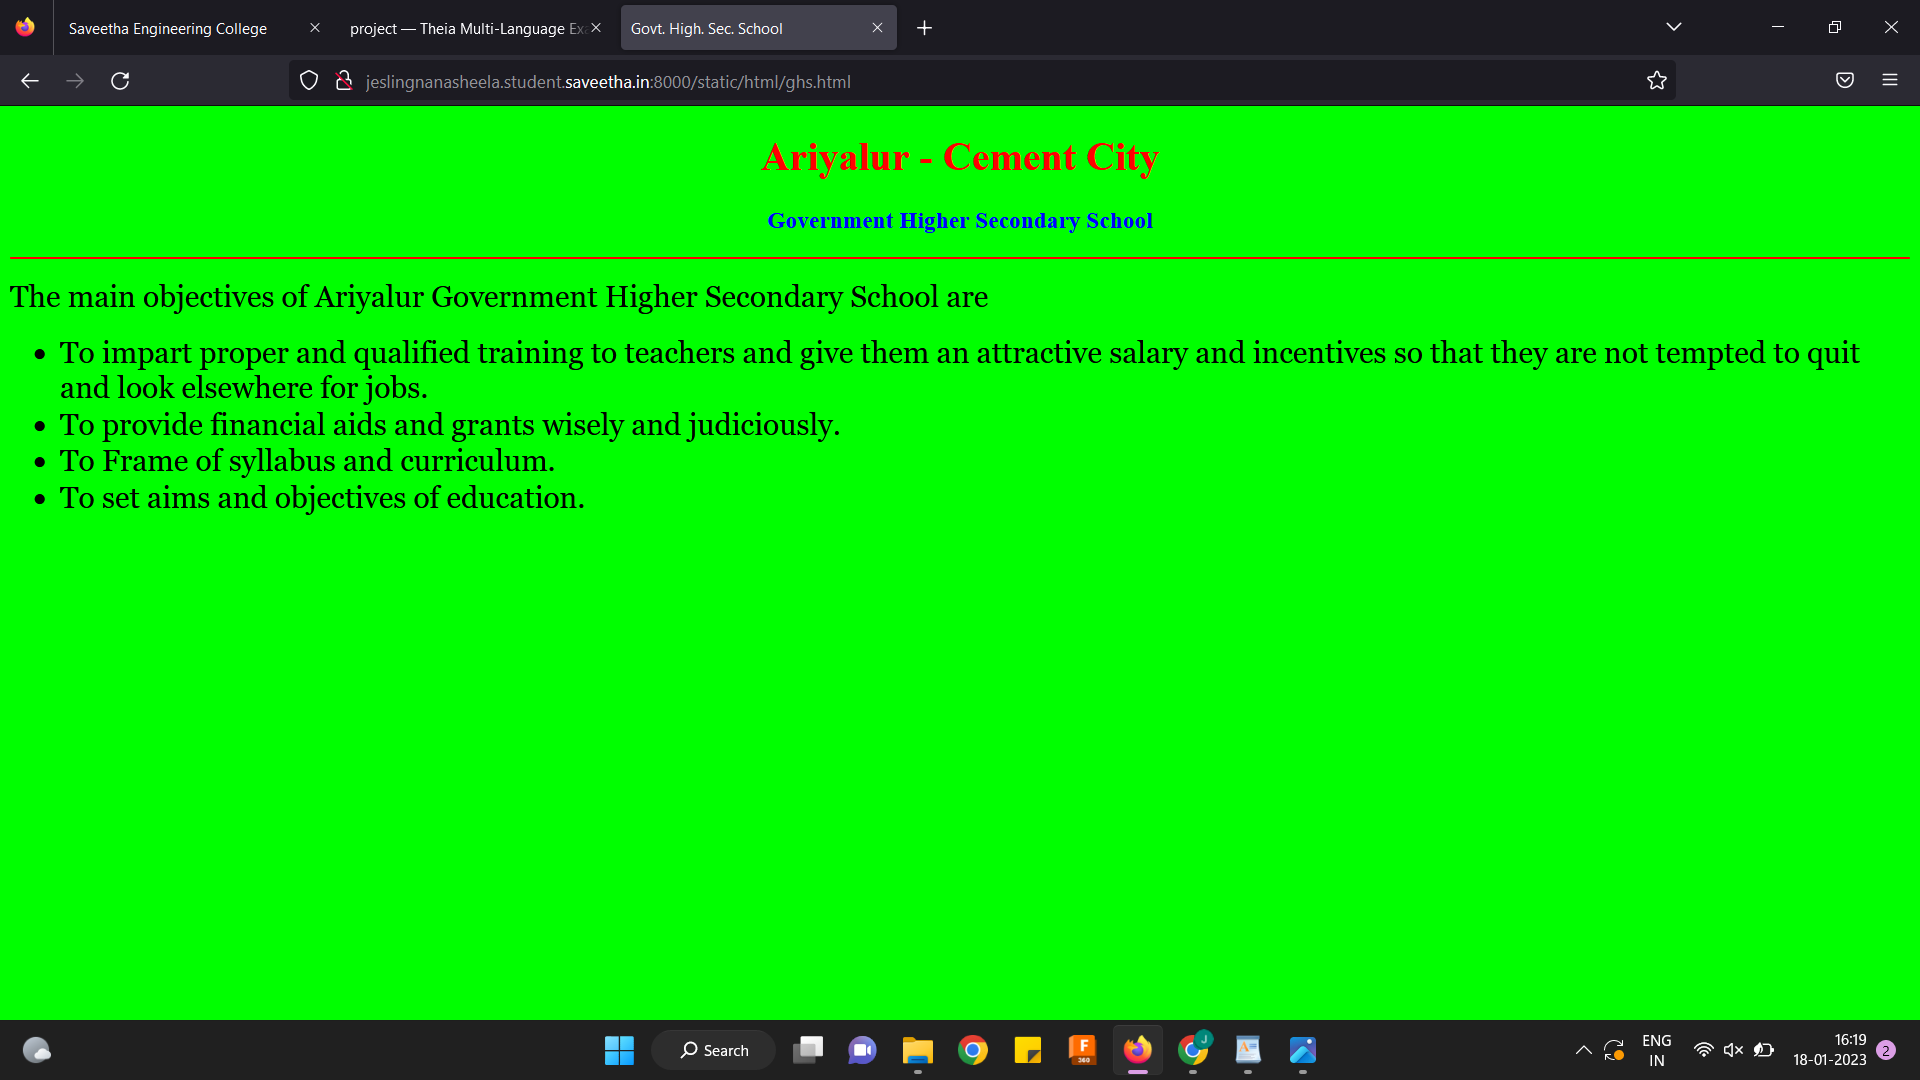 Saveetha Engineering College
project — Theia Multi-Language Ex
Govt. High. Sec. School
jeslingnanasheela.student.saveetha.in:8000/static/html/ghs.html
Ariyalur - Cement City
Government Higher Secondary School
The main objectives of Ariyalur Government Higher Secondary School are
• To impart proper and qualified training to teachers and give them an attractive salary and incentives so that they are not tempted to quit
and look elsewhere for jobs.
• To provide financial aids and grants wisely and judiciously.
• To Frame of syllabus and curriculum.
• To set aims and objectives of education.
Search
F
360
J
A
ENG
IN
16:19
18-01-2023
2